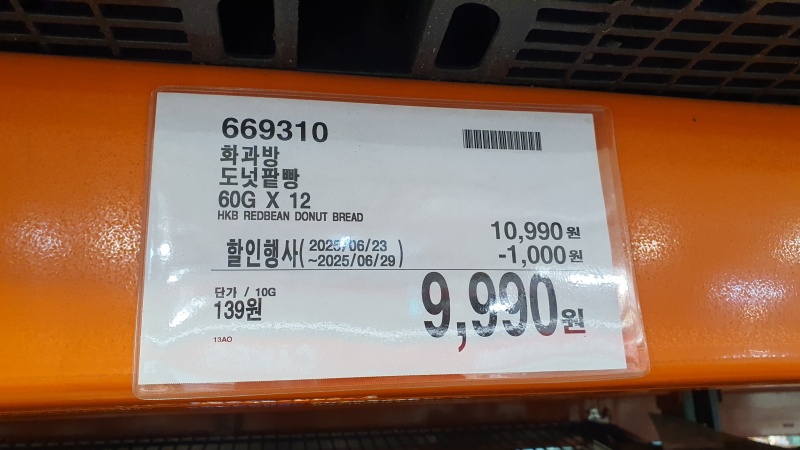 669310
화과방
도넛팥빵
60G X 12
HKB REDBEAN DONUT BREAD
10,990원
할인행사( 2025/06/23 ~2025/06/29 )
-1,000원
단가 / 10G
139원
9,990원
13AO